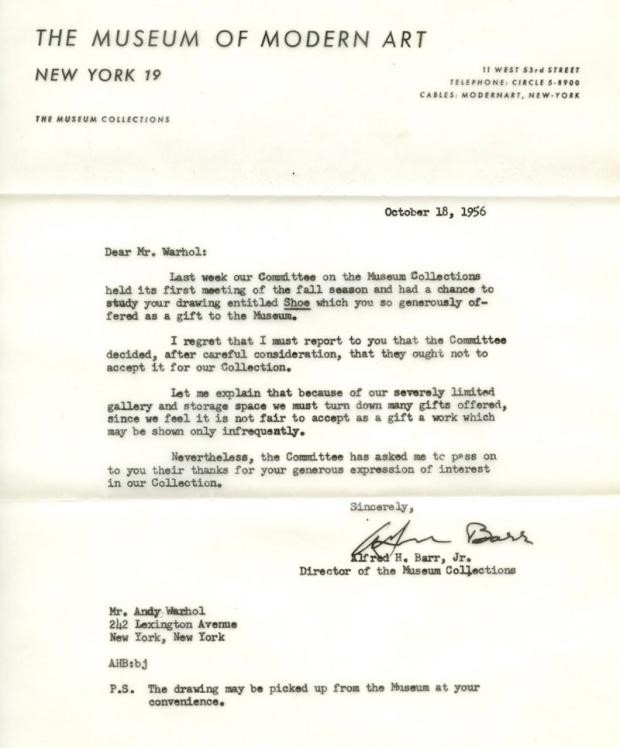 THE MUSEUM OF MODERN ART
NEW YORK 19
11 WEST 53rd STREET
TELEPHONE: CIRCLE 5-8900
CABLES: MODERNART, NEW-YORK
THE MUSEUM COLLECTIONS
October 18, 1956
Dear Mr. Warhol:
Last week our Committee on the Museum Collections
held its first meeting of the fall season and had a chance to
study your drawing entitled Shoe which you so generously of-
fered as a gift to the Museum.
I regret that I must report to you that the Committee
decided, after careful consideration, that they ought not to
accept it for our Collection.
Let me explain that because of our severely limited
gallery and storage space we must turn down many gifts offered,
since we feel it is not fair to accept as a gift a work which
may be shown only infrequently.
Nevertheless, the Committee has asked me to pass on
to you their thanks for your generous expression of interest
in our Collection.
Sincerely,
Barr
Alfred H. Barr, Jr.
Director of the Museum Collections
Mr. Andy Warhol
242 Lexington Avenue
New York, New York
AHB:bj
P.S. The drawing may be picked up from the Museum at your
convenience.